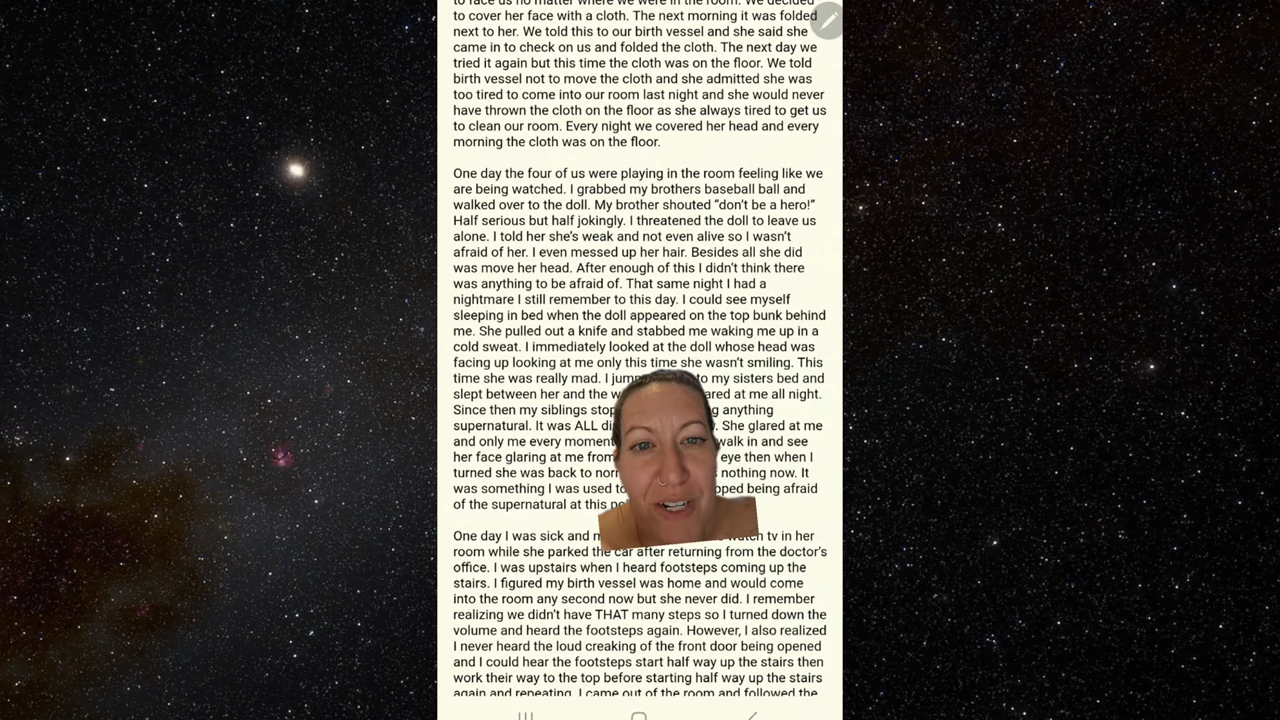 to face us no matter where we were in the room. We decided
to cover her face with a cloth. The next morning it was folded
next to her. We told this to our birth vessel and she said she
came in to check on us and folded the cloth. The next day we
tried it again but this time the cloth was on the floor. We told
birth vessel not to move the cloth and she admitted she was
too tired to come into our room last night and she would never
have thrown the cloth on the floor as she always tired to get us
to clean our room. Every night we covered her head and every
morning the cloth was on the floor.
One day the four of us were playing in the room feeling like we
are being watched. I grabbed my brothers baseball ball and
walked over to the doll. My brother shouted “don’t be a hero!”
Half serious but half jokingly. I threatened the doll to leave us
alone. I told her she’s weak and not even alive so I wasn’t
afraid of her. I even messed up her hair. Besides all she did
was move her head. After enough of this I didn’t think there
was anything to be afraid of. That same night I had a
nightmare I still remember to this day. I could see myself
sleeping in bed when the doll appeared on the top bunk behind
me. She pulled out a knife and stabbed me waking me up in a
cold sweat. I immediately looked at the doll whose head was
facing up looking at me only this time she wasn’t smiling. This
time she was really mad. I to my sisters bed and
slept between her and the at me all night.
Since then my siblings anything
supernatural. It was ALL She glared at me
and only me every moment walk in and see
her face glaring at me from eye then when I
turned she was back to nothing now. It
was something I was used being afraid
of the supernatural at this
One day I was sick and tv in her
room while she parked the car after returning from the doctor’s
office. I was upstairs when I heard footsteps coming up the
stairs. I figured my birth vessel was home and would come
into the room any second now but she never did. I remember
realizing we didn’t have THAT many steps so I turned down the
volume and heard the footsteps again. However, I also realized
I never heard the loud creaking of the front door being opened
and I could hear the footsteps start half way up the stairs then
work their way to the top before starting half way up the stairs
again and repeating. I came out of the room and followed the